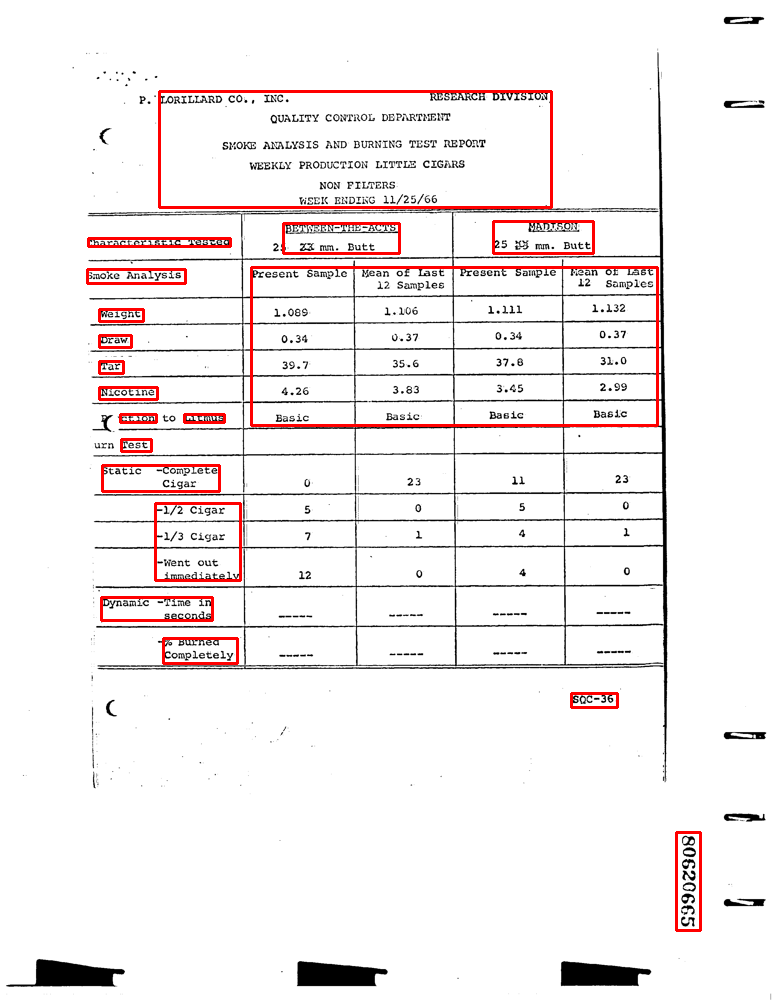 P. LORILLARD CO., INC. RESEARCH DIVISION
QUALITY CONTROL DEPARTMENT
SMOKE ANALYSIS AND BURNING TEST REPORT
WEEKLY PRODUCTION LITTLE CIGARS
NON FILTERS
WEEK ENDING 11/25/66
Characteristic Tested BETWEEN-THE-ACTS MADISON
25 mm. Butt 25 mm. Butt
Smoke Analysis Present Sample Mean of Last Present Sample Mean of Last
12 Samples 12 Samples
Weight 1.089 1.106 1.111 1.132
Draw 0.34 0.37 0.34 0.37
Tar 39.7 35.6 37.8 31.0
Nicotine 4.26 3.83 3.45 2.99
ction to Litmus Basic Basic Basic Basic
urn Test
Static -Complete
Cigar 0 23 11 23
-1/2 Cigar 5 0 5 0
-1/3 Cigar 7 1 4 1
-Went out
immediately 12 0 4 0
Dynamic -Time in
seconds ----- ----- ----- -----
-% Burned
Completely ----- ----- ----- -----
SQC-36
80620665